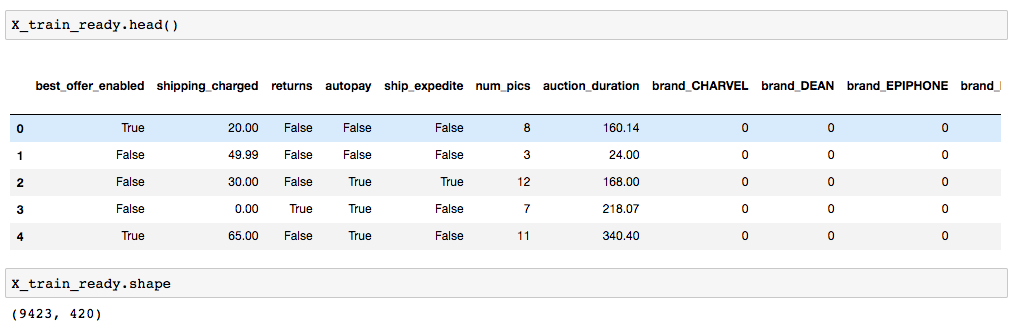 X_train_ready.head()
best_offer_enabled shipping_charged returns autopay ship_expedite num_pics auction_duration brand_CHARVEL brand_DEAN brand_EPIPHONE brand_
0 True 20.00 False False False 8 160.14 0 0 0
1 False 49.99 False False False 3 24.00 0 0 0
2 False 30.00 False True True 12 168.00 0 0 0
3 False 0.00 True True False 7 218.07 0 0 0
4 True 65.00 False True False 11 340.40 0 0 0
X_train_ready.shape
(9423, 420)